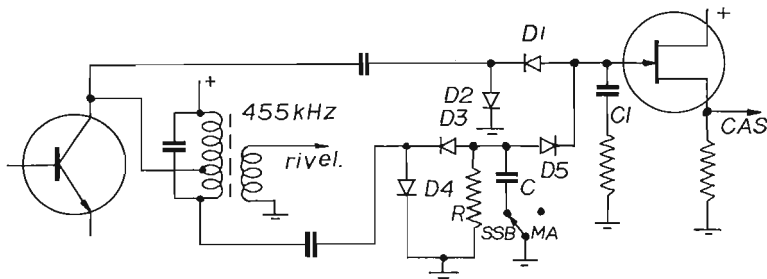 D1
+
+
455kHz
D2
D3
C1
CAS
rivel.
D4
R
C
D5
SSB
MA